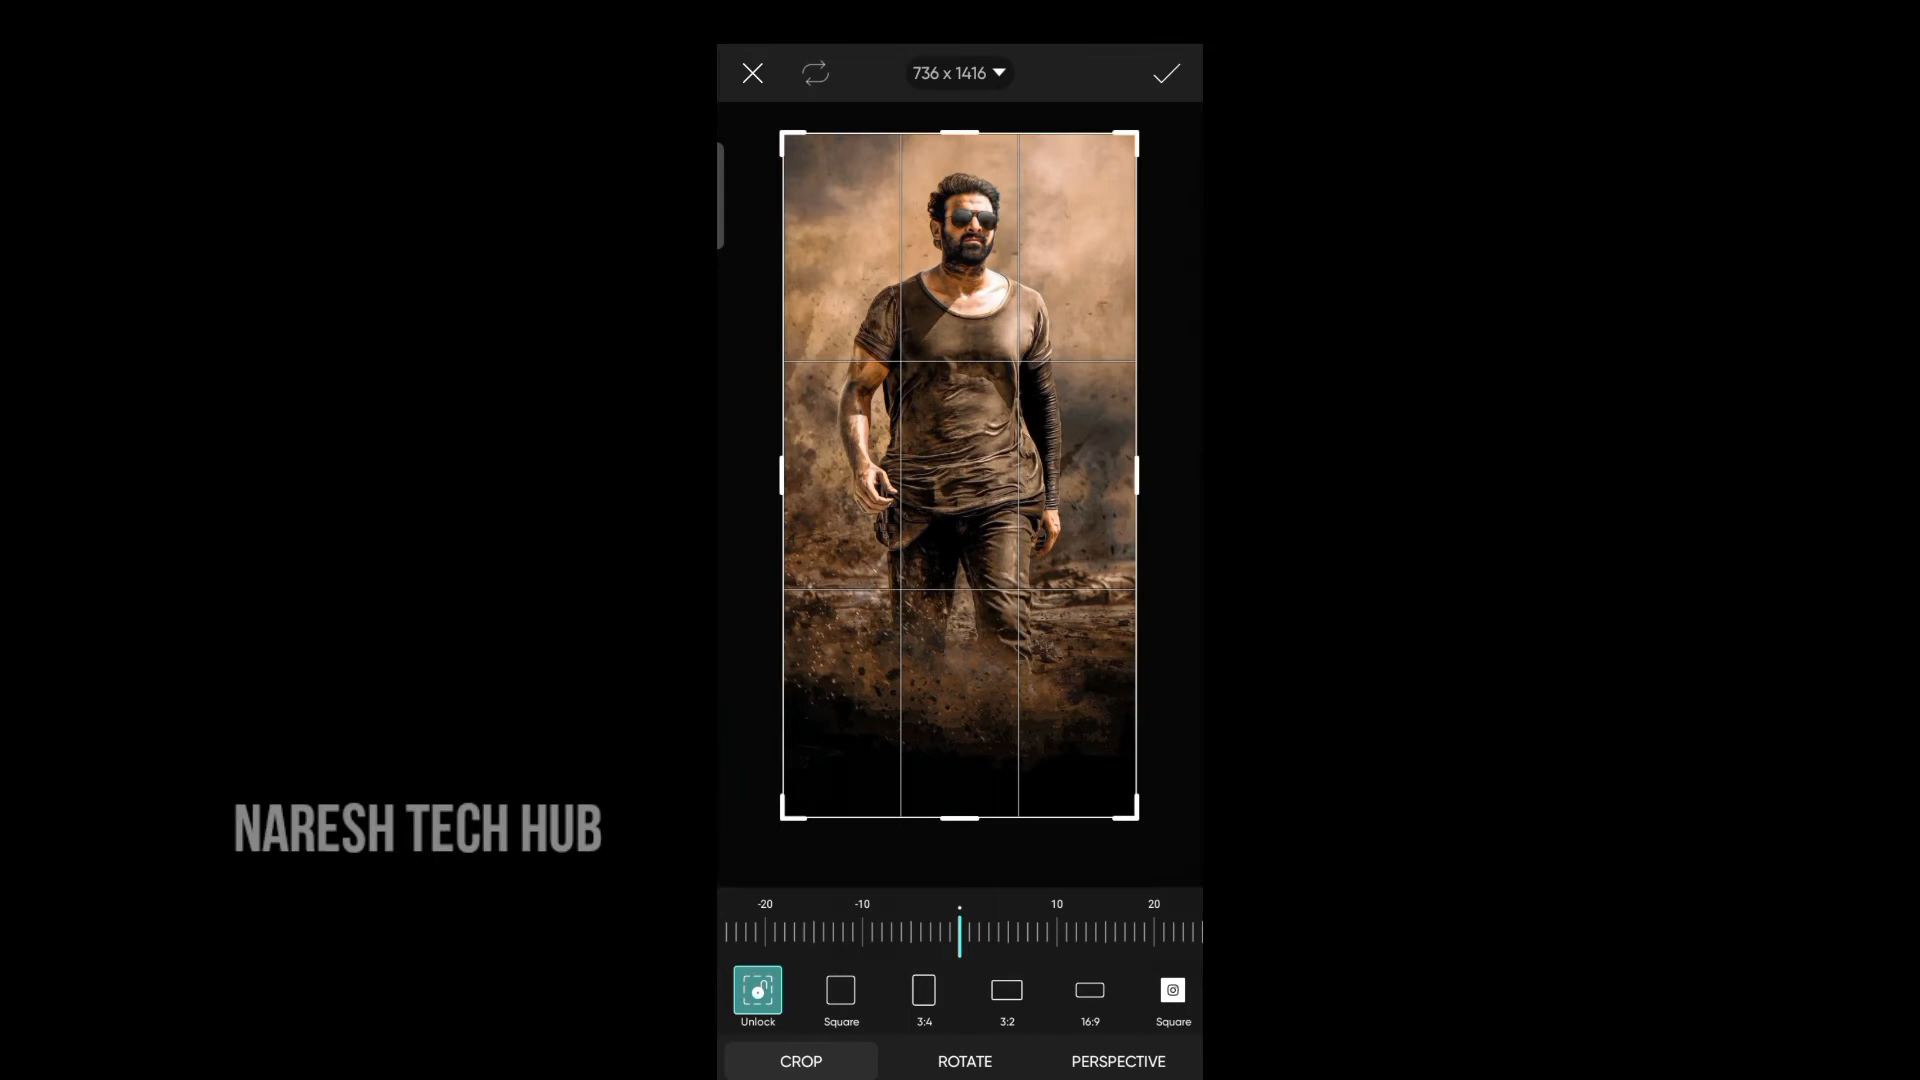 736 x 1416
NARESH TECH HUB
-20 -10 10 20
Unlock Square 3:4 3:2 16:9 Square
CROP ROTATE PERSPECTIVE